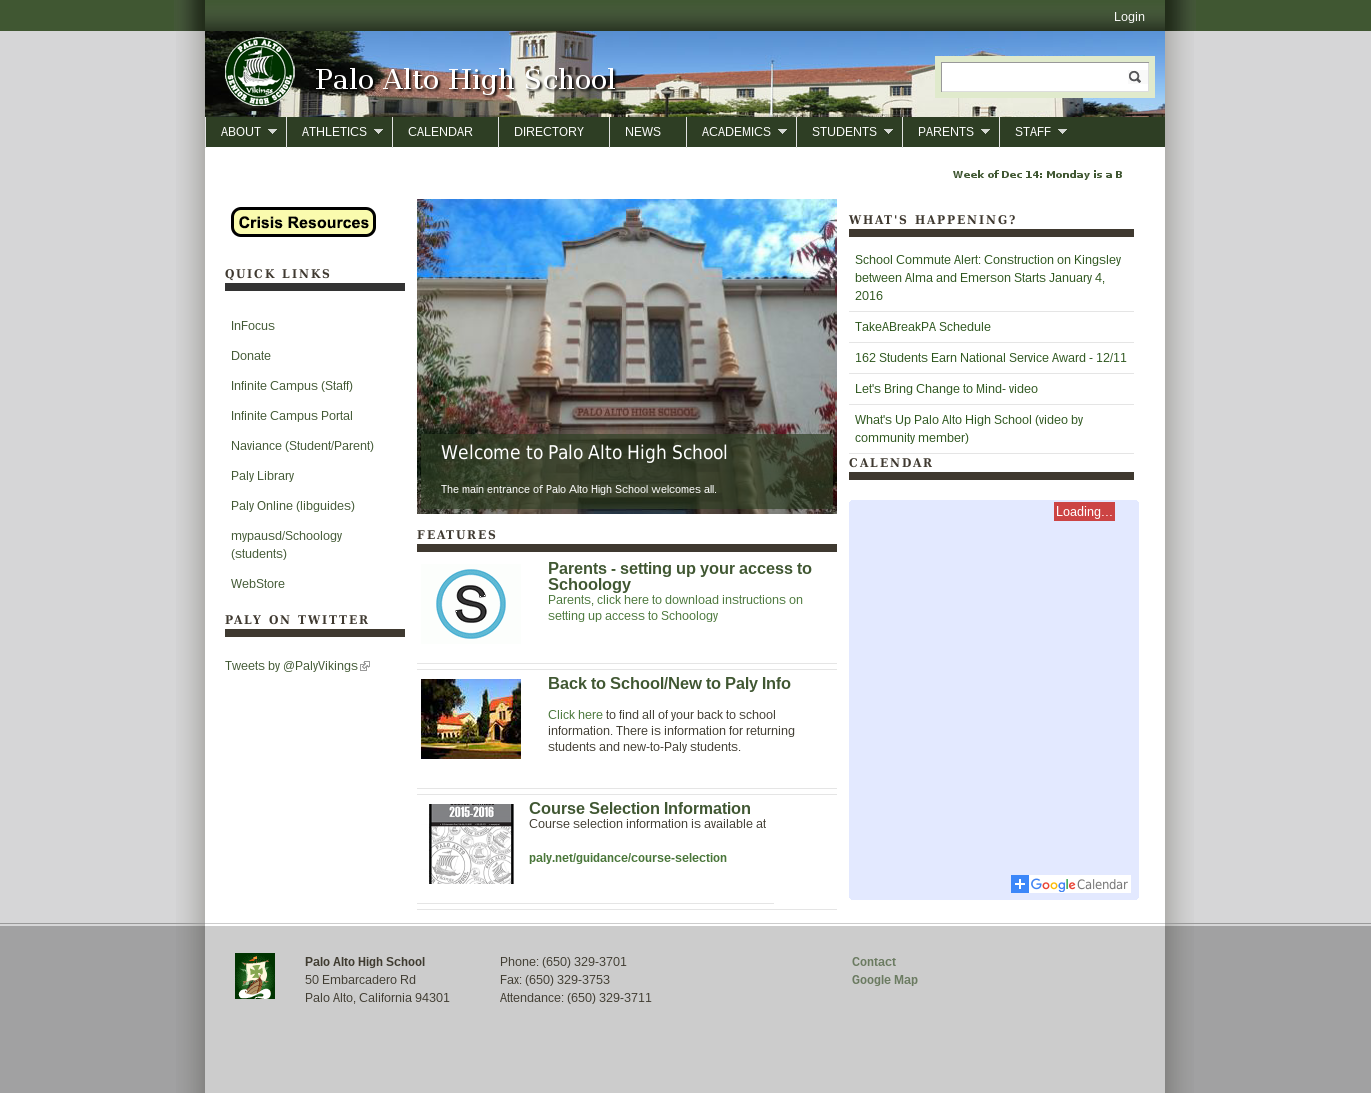 Login
PALO ALTO
Vikings
SENIOR HIGH SCHOOL
Palo Alto High School
ABOUT
ATHLETICS
CALENDAR
DIRECTORY
NEWS
ACADEMICS
STUDENTS
PARENTS
STAFF
Week of Dec 14: Monday is a B
Crisis Resources
QUICK LINKS
InFocus
Donate
Infinite Campus (Staff)
Infinite Campus Portal
Naviance (Student/Parent)
Paly Library
Paly Online (libguides)
mypausd/Schoology
(students)
WebStore
PALY ON TWITTER
Tweets by @PalyVikings
PALO ALTO HIGH SCHOOL
Welcome to Palo Alto High School
The main entrance of Palo Alto High School welcomes all.
FEATURES
S
Parents - setting up your access to
Schoology
Parents, click here to download instructions on
setting up access to Schoology
Back to School/New to Paly Info
Click here to find all of your back to school
information. There is information for returning
students and new-to-Paly students.
2015-2016
Course Selection Information
Course selection information is available at
paly.net/guidance/course-selection
WHAT'S HAPPENING?
School Commute Alert: Construction on Kingsley
between Alma and Emerson Starts January 4,
2016
TakeABreakPA Schedule
162 Students Earn National Service Award - 12/11
Let's Bring Change to Mind- video
What's Up Palo Alto High School (video by
community member)
CALENDAR
Loading...
Google Calendar
Palo Alto High School
50 Embarcadero Rd
Palo Alto, California 94301
Phone: (650) 329-3701
Fax: (650) 329-3753
Attendance: (650) 329-3711
Contact
Google Map